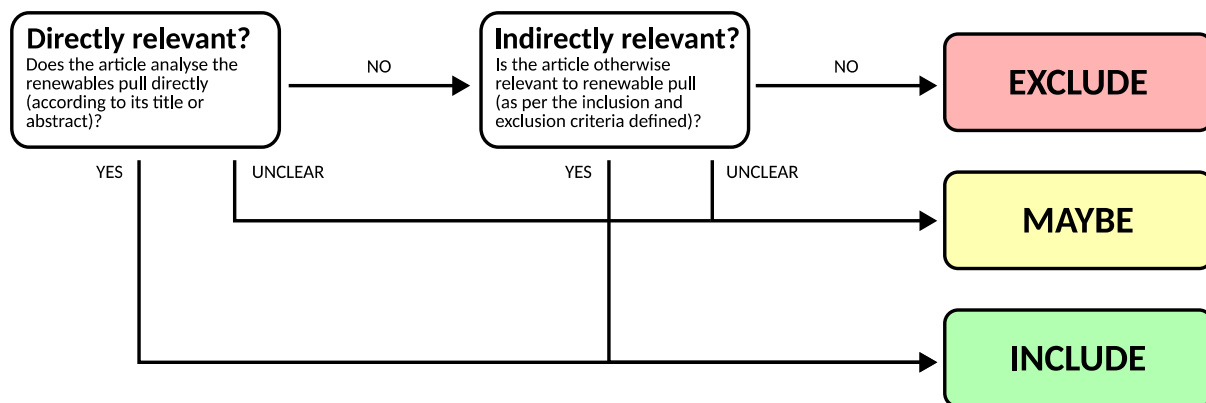 Directly relevant?
Does the article analyse the
renewables pull directly
(according to its title or
abstract)?
NO
Indirectly relevant?
Is the article otherwise
relevant to renewable pull
(as per the inclusion and
exclusion criteria defined)?
NO
EXCLUDE
YES
UNCLEAR
YES
UNCLEAR
MAYBE
INCLUDE